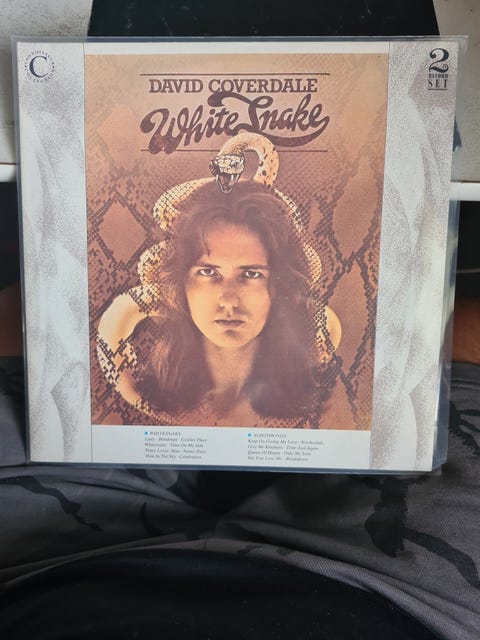 C
2
RECORD
SET
DAVID COVERDALE
White Snake
WHITESNAKE
Lady · Blindman · Goldies Place
Whitesnake · Time On My Side
Peace Lovin' Man · Sunny Days
Hole In The Sky · Celebration
NORTHWINDS
Keep On Giving Me Love · Northwinds
Give Me Kindness · Time And Again
Queen Of Hearts · Only My Soul
Say You Love Me · Breakdown